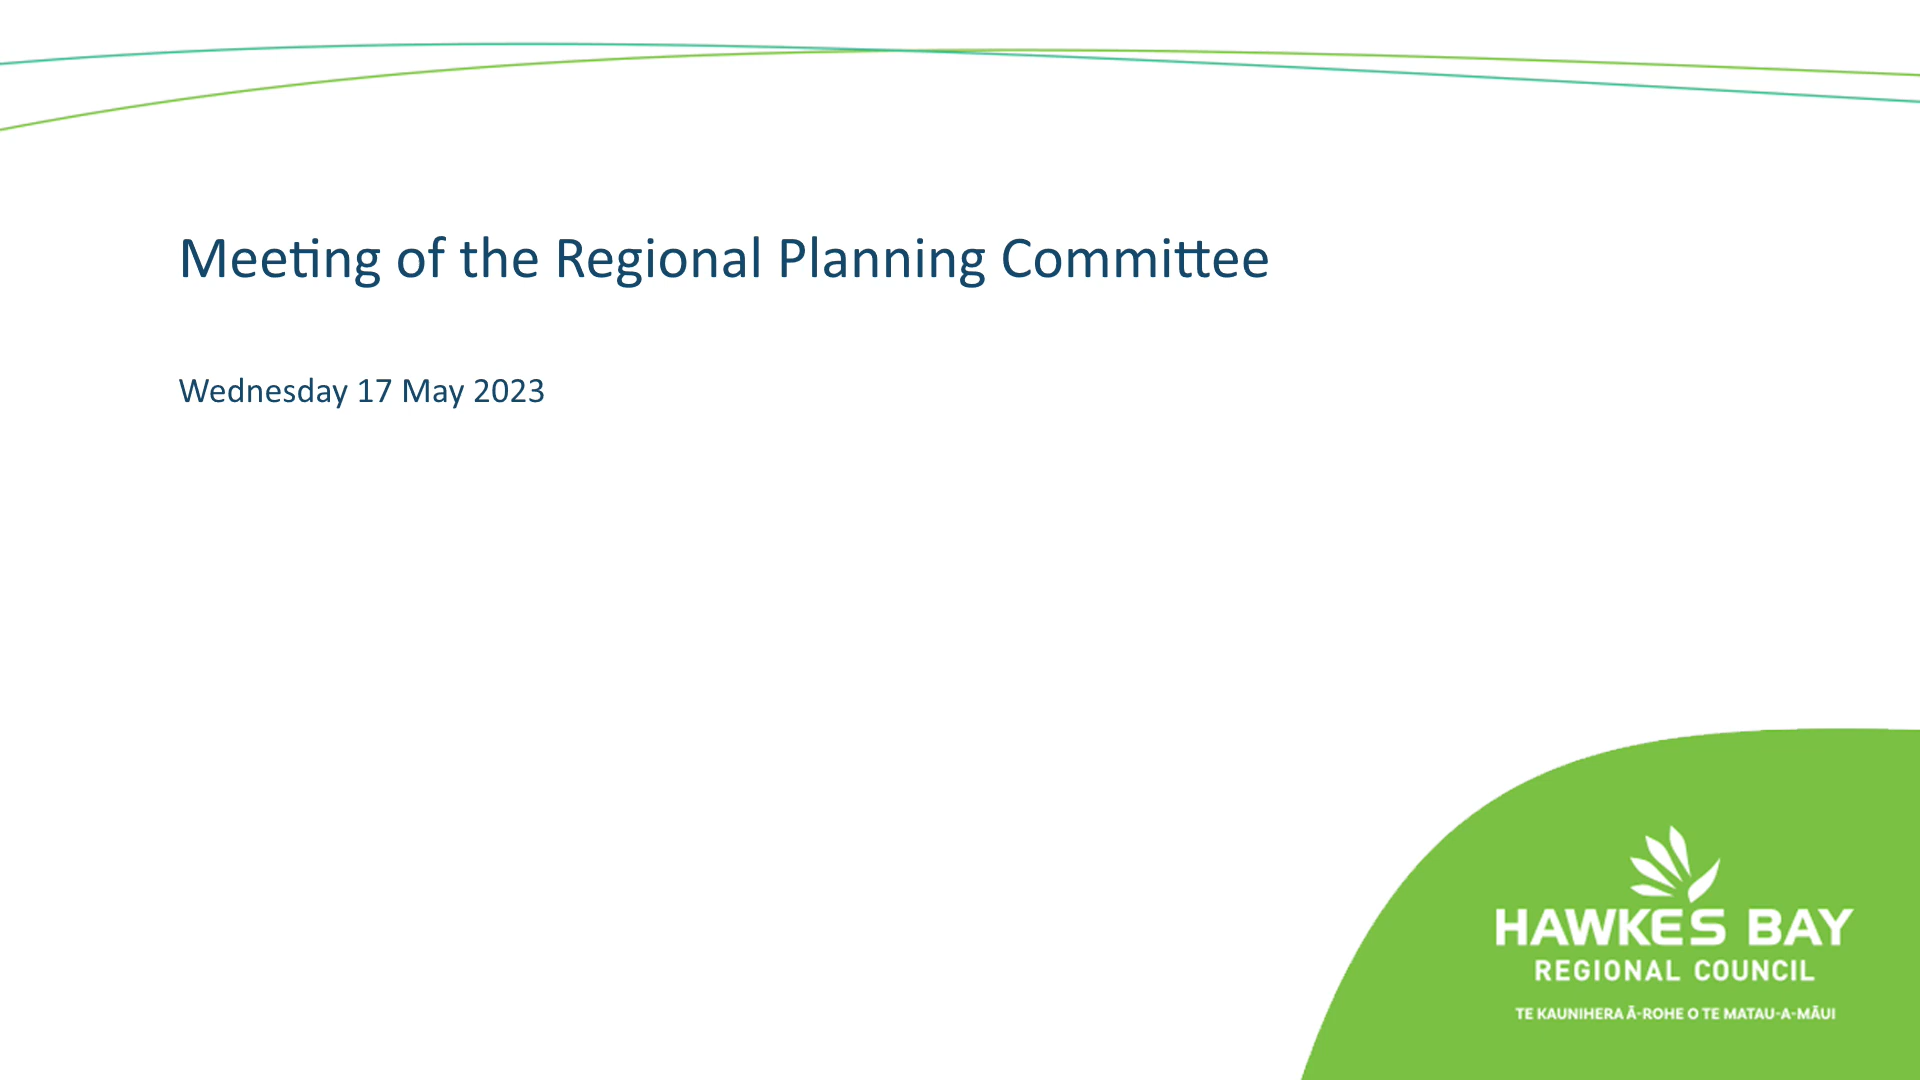 Meeting of the Regional Planning Committee
Wednesday 17 May 2023
HAWKES BAY
REGIONAL COUNCIL
TE KAUNIHERA Ā-ROHE O TE MATAU-A-MĀUI